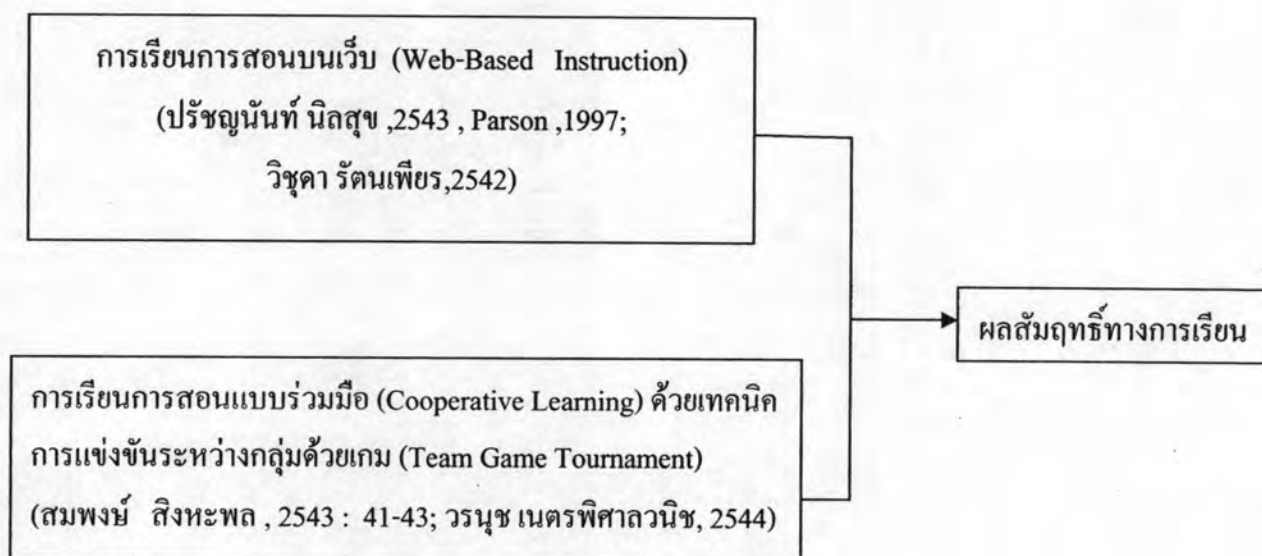 การเรียนการสอนบนเว็บ (Web-Based Instruction)
(ปรัชญนันท์ นิลสุข ,2543 , Parson ,1997;
วิชุดา รัตนเพียร,2542)
ผลสัมฤทธิ์ทางการเรียน
การเรียนการสอนแบบร่วมมือ (Cooperative Learning) ด้วยเทคนิค
การแข่งขันระหว่างกลุ่มด้วยเกม (Team Game Tournament)
(สมพงษ์ สิงหะพล , 2543 : 41-43; วรนุช เนตรพิศาลวนิช, 2544)